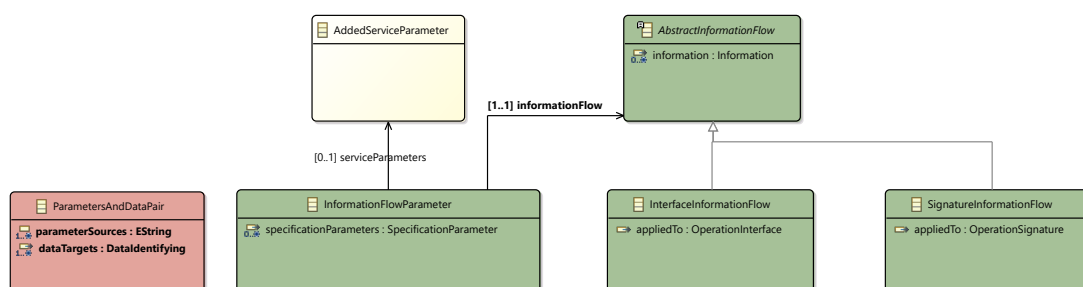 AddedServiceParameter
AbstractInformationFlow
0..* information : Information
[1..1] informationFlow
[0..1] serviceParameters
ParametersAndDataPair
1..* parameterSources : EString
1..* dataTargets : DataIdentifying
InformationFlowParameter
0..* specificationParameters : SpecificationParameter
InterfaceInformationFlow
appliedTo : OperationInterface
SignatureInformationFlow
appliedTo : OperationSignature